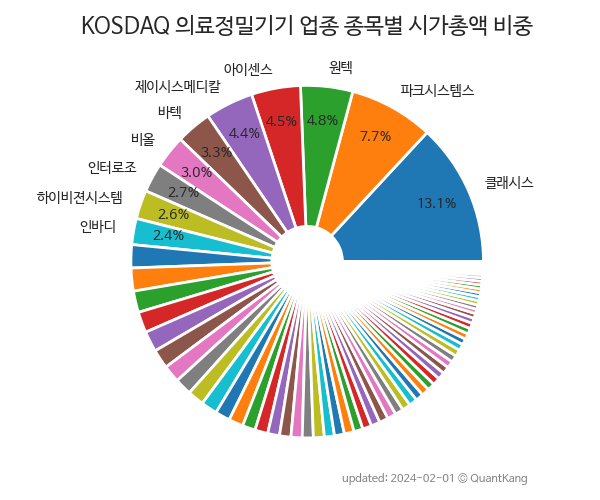 KOSDAQ 의료정밀기기 업종 종목별 시가총액 비중
원텍
아이센스
파크시스템스
제이시스메디칼
바텍
4.5%
4.8%
4.4%
7.7%
비올
3.3%
인터로조
3.0%
클래시스
2.7%
하이비젼시스템
13.1%
2.6%
인바디
2.4%
updated: 2024-02-01 © QuantKang